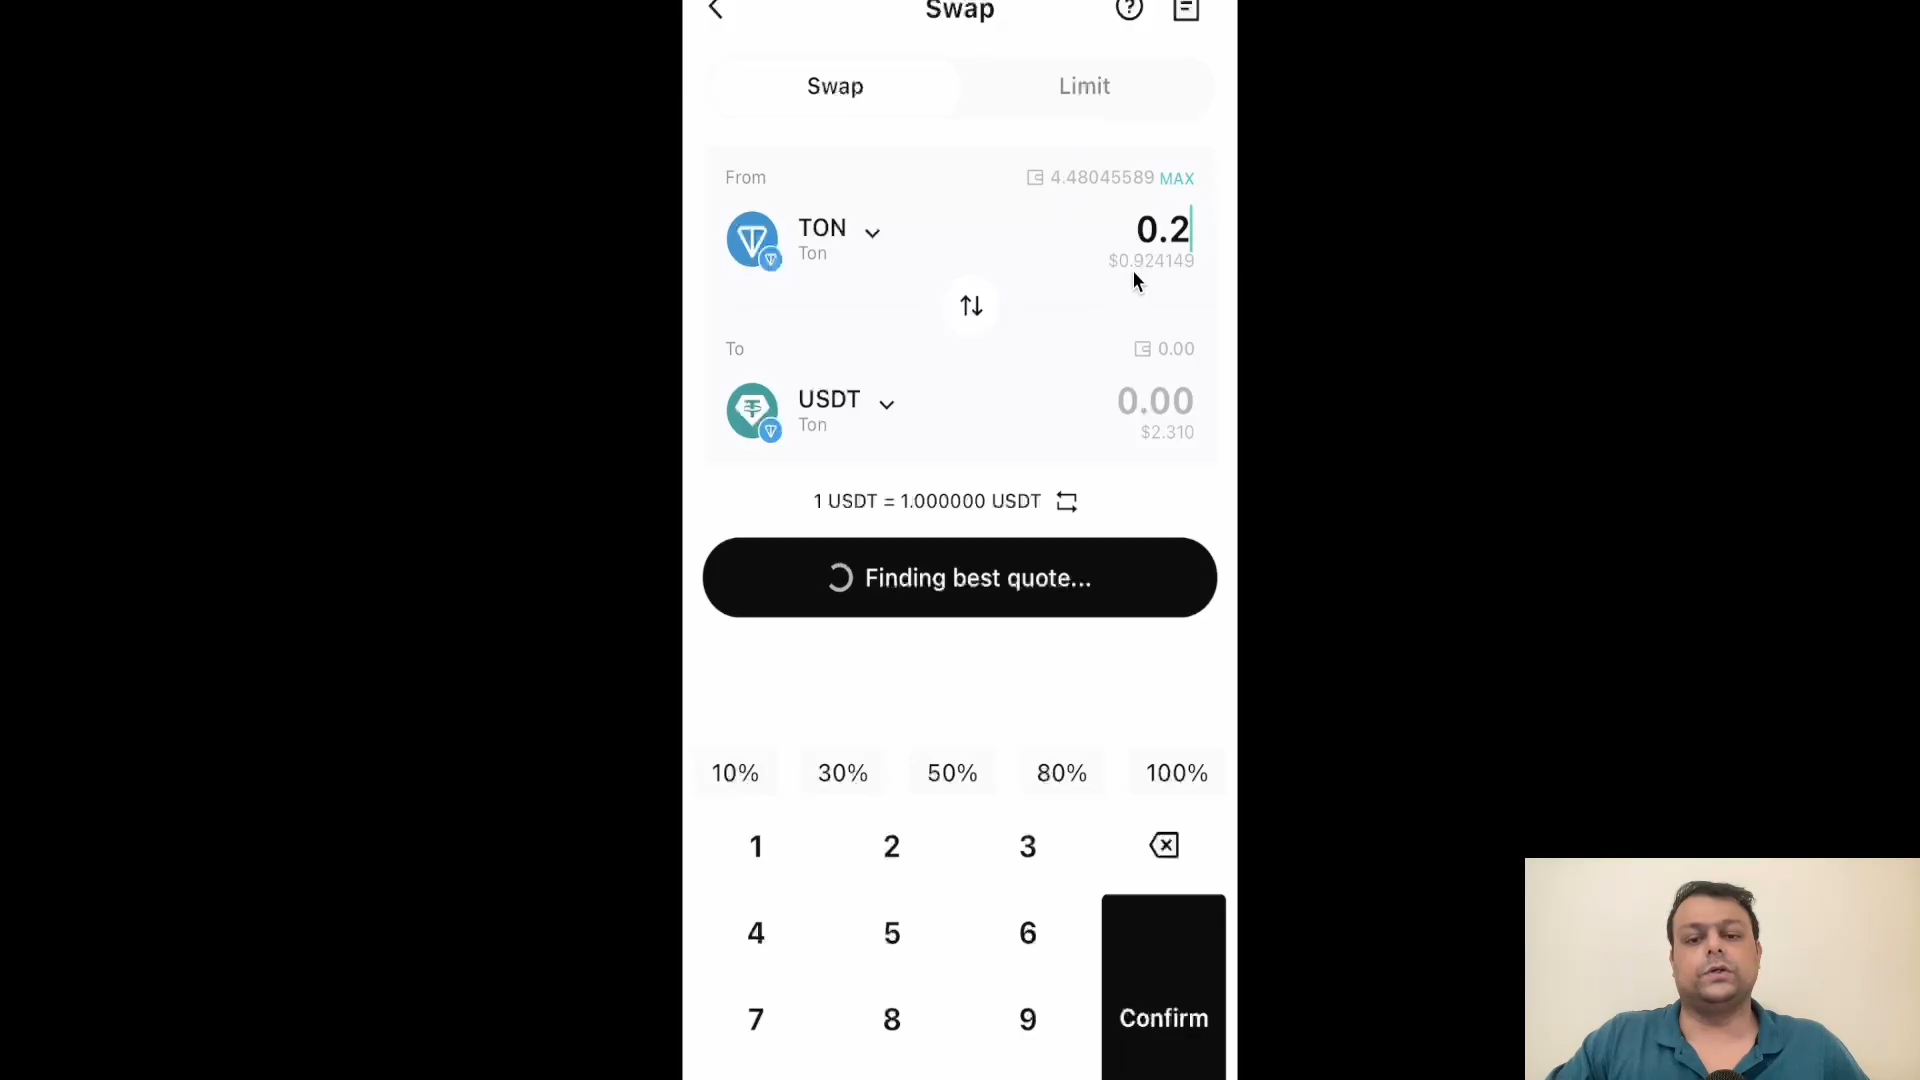 Swap
Swap
Limit
From
4.48045589 MAX
TON
0.2
Ton
$0.924149
To
0.00
USDT
0.00
Ton
$2.310
1 USDT = 1.000000 USDT
Finding best quote...
10%
30%
50%
80%
100%
1
2
3
4
5
6
7
8
9
Confirm